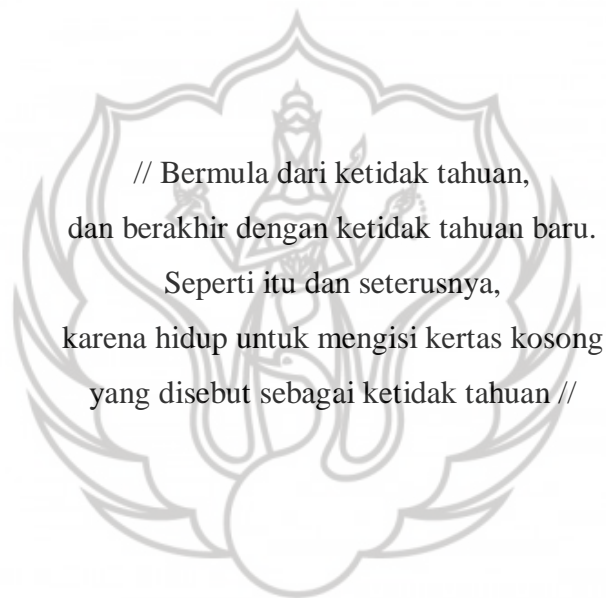 // Bermula dari ketidak tahuan,
dan berakhir dengan ketidak tahuan baru.
Seperti itu dan seterusnya,
karena hidup untuk mengisi kertas kosong
yang disebut sebagai ketidak tahuan //